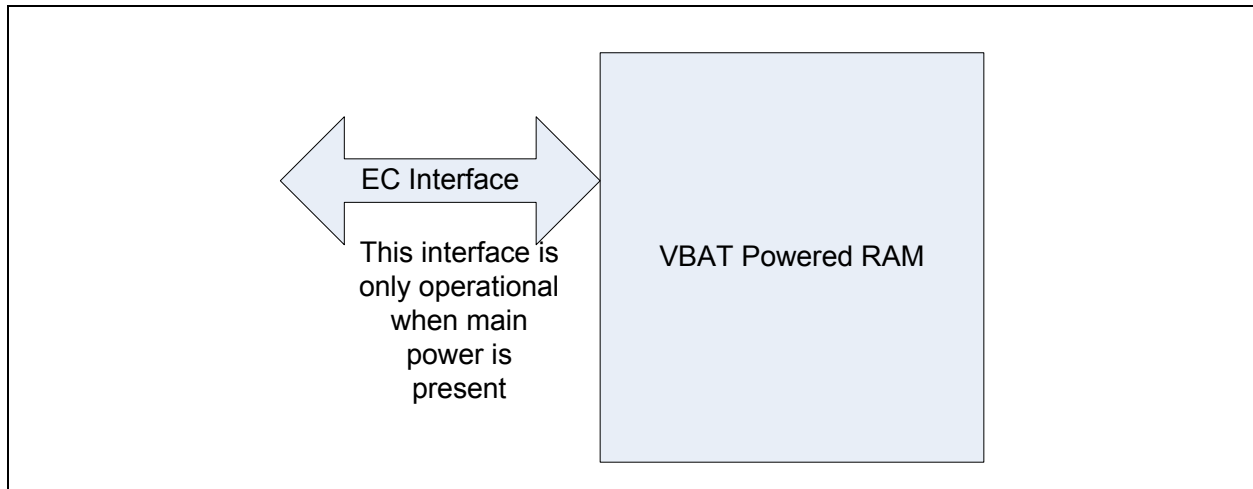 EC Interface
This interface is
only operational
when main
power is
present
VBAT Powered RAM